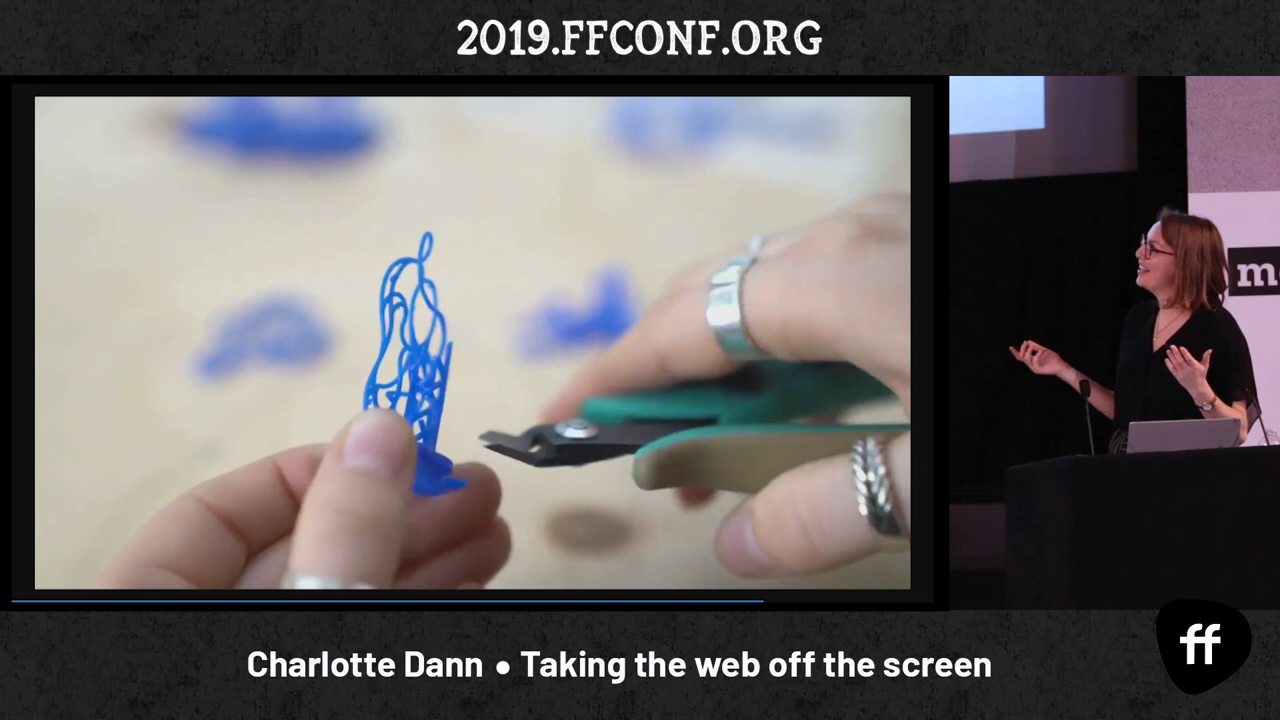 2019.FFCONF.ORG
m
Charlotte Dann • Taking the web off the screen
ff